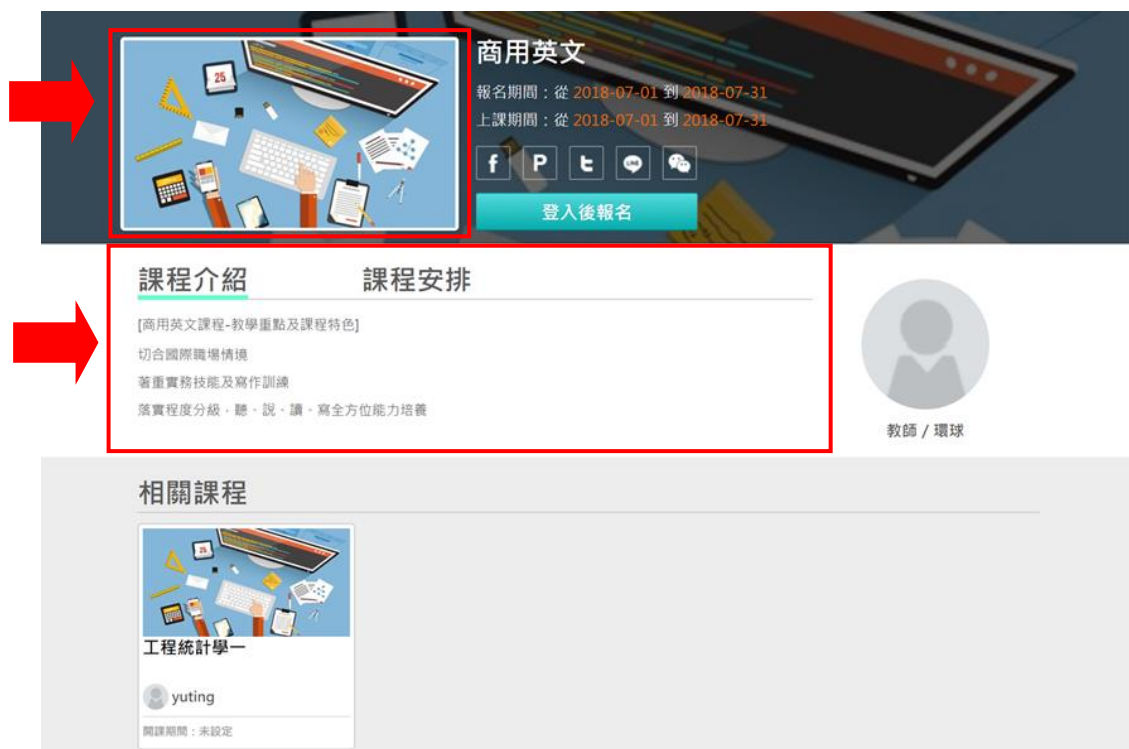 商用英文
報名期間：從 2018-07-01 到 2018-07-31
上課期間：從 2018-07-01 到 2018-07-31
f P t LINE
登入後報名
25
課程介紹 課程安排
[商用英文課程-教學重點及課程特色]
切合國際職場情境
著重實務技能及寫作訓練
落實程度分級，聽、說、讀、寫全方位能力培養
教師 / 環球
相關課程
25
工程統計學一
yuting
開課期間：未設定